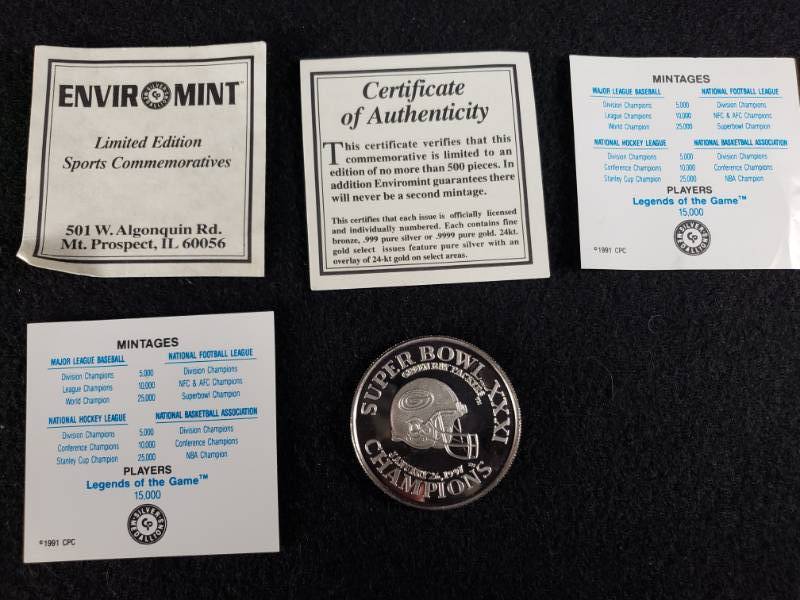 ENVIROMINT™
Limited Edition
Sports Commemoratives
501 W. Algonquin Rd.
Mt. Prospect, IL 60056
Certificate
of Authenticity
This certificate verifies that this
commemorative is limited to an
edition of no more than 500 pieces. In
addition Enviromint guarantees there
will never be a second mintage.
This certifies that each issue is officially licensed
and individually numbered. Each contains fine
bronze, .999 pure silver or .9999 pure gold. 24kt.
gold select issues feature pure silver with an
overlay of 24-kt gold on select areas.
MINTAGES
MAJOR LEAGUE BASEBALL NATIONAL FOOTBALL LEAGUE
Division Champions 5,000 Division Champions
League Champions 10,000 NFC & AFC Champions
World Champion 25,000 Superbowl Champion
NATIONAL HOCKEY LEAGUE NATIONAL BASKETBALL ASSOCIATION
Division Champions 5,000 Division Champions
Conference Champions 10,000 Conference Champions
Stanley Cup Champion 25,000 NBA Champion
PLAYERS
Legends of the Game™
15,000
SILVER MEDALLIONS
CP
©1991 CPC
MINTAGES
MAJOR LEAGUE BASEBALL NATIONAL FOOTBALL LEAGUE
Division Champions 5,000 Division Champions
League Champions 10,000 NFC & AFC Champions
World Champion 25,000 Superbowl Champion
NATIONAL HOCKEY LEAGUE NATIONAL BASKETBALL ASSOCIATION
Division Champions 5,000 Division Champions
Conference Champions 10,000 Conference Champions
Stanley Cup Champion 25,000 NBA Champion
PLAYERS
Legends of the Game™
15,000
SILVER MEDALLIONS
CP
©1991 CPC
SUPER BOWL XXXI
GREEN BAY PACKERS
G
JANUARY 26, 1997
CHAMPIONS